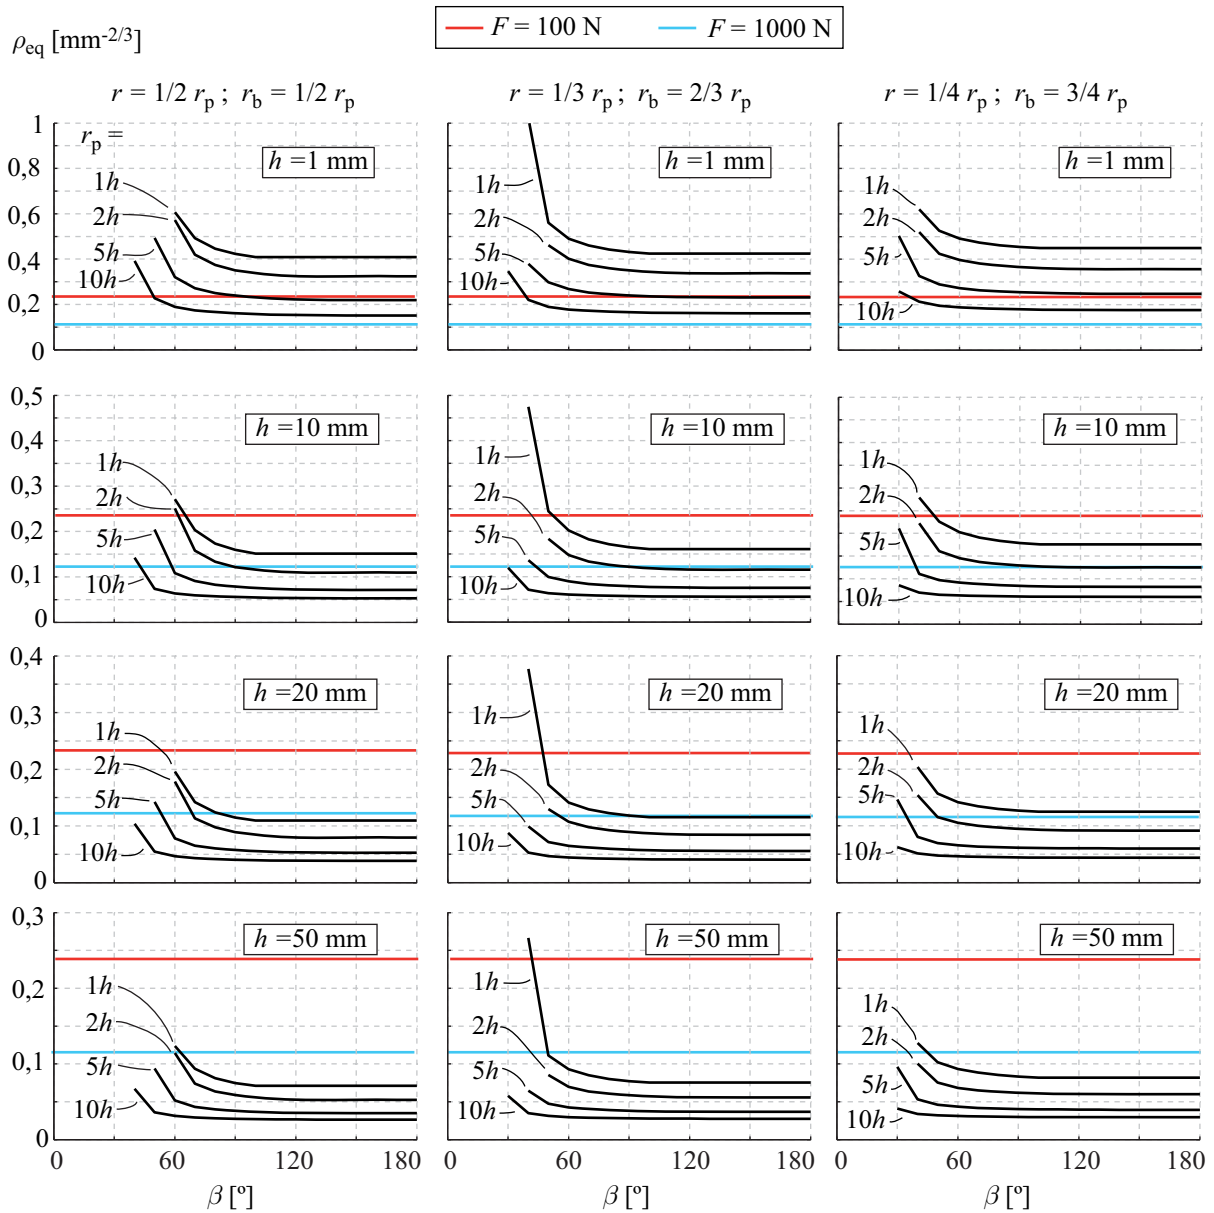 F = 100 N F = 1000 N
ρeq [mm-2/3]
r = 1/2 rp ; rb = 1/2 rp
r = 1/3 rp ; rb = 2/3 rp
r = 1/4 rp ; rb = 3/4 rp
1
0,8
0,6
0,4
0,2
0
rp =
h =1 mm
1h
2h
5h
10h
h =1 mm
1h
2h
5h
10h
h =1 mm
1h
2h
5h
10h
0,5
0,4
0,3
0,2
0,1
0
h =10 mm
1h
2h
5h
10h
h =10 mm
1h
2h
5h
10h
h =10 mm
1h
2h
5h
10h
0,4
0,3
0,2
0,1
0
h =20 mm
1h
2h
5h
10h
h =20 mm
1h
2h
5h
10h
h =20 mm
1h
2h
5h
10h
0,3
0,2
0,1
0
h =50 mm
1h
2h
5h
10h
h =50 mm
1h
2h
5h
10h
h =50 mm
1h
2h
5h
10h
0 60 120 180
0 60 120 180
0 60 120 180
β [º]
β [º]
β [º]